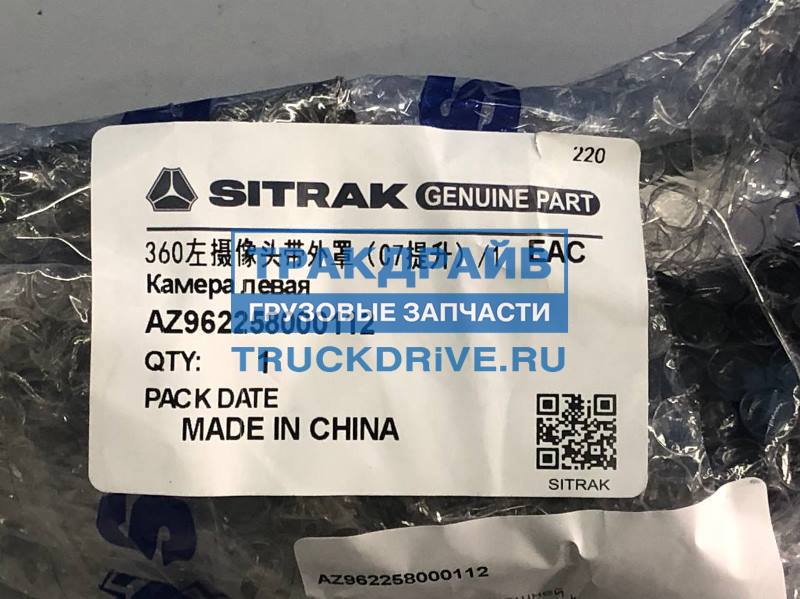 220
SITRAK GENUINE PART
360左摄像头带外罩(C7提升)/1 EAC
ТРАКДРАЙВ
Камера левая
ГРУЗОВЫЕ ЗАПЧАСТИ
AZ962258000112
TRUCKDRiVE.RU
QTY: 1
PACK DATE
MADE IN CHINA
SITRAK
AZ962258000112